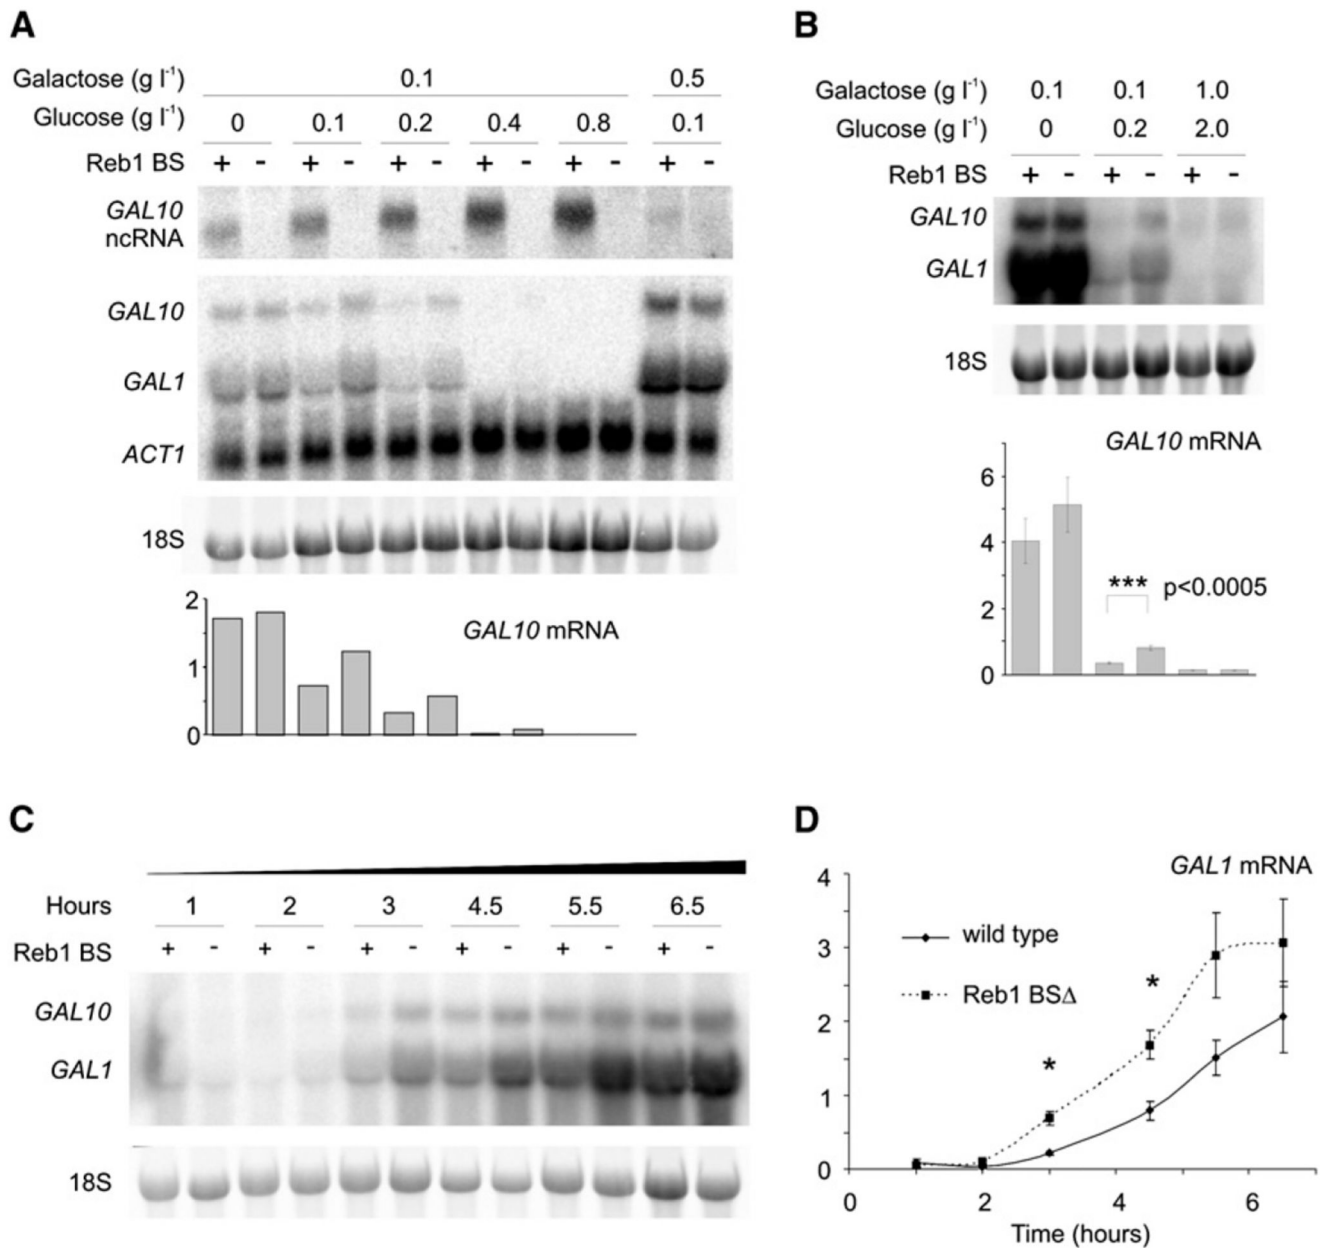 A
Galactose (g l⁻¹) 0.1 0.5
Glucose (g l⁻¹) 0 0.1 0.2 0.4 0.8 0.1
Reb1 BS + - + - + - + - + - + -
GAL10
ncRNA
GAL10
GAL1
ACT1
18S
2
1
0
GAL10 mRNA
B
Galactose (g l⁻¹) 0.1 0.1 1.0
Glucose (g l⁻¹) 0 0.2 2.0
Reb1 BS + - + - + -
GAL10
GAL1
18S
GAL10 mRNA
6
4
2
0
*** p<0.0005
C
Hours 1 2 3 4.5 5.5 6.5
Reb1 BS + - + - + - + - + - + -
GAL10
GAL1
18S
D
GAL1 mRNA
4
3
2
1
0
wild type
Reb1 BSΔ
*
*
0 2 4 6
Time (hours)